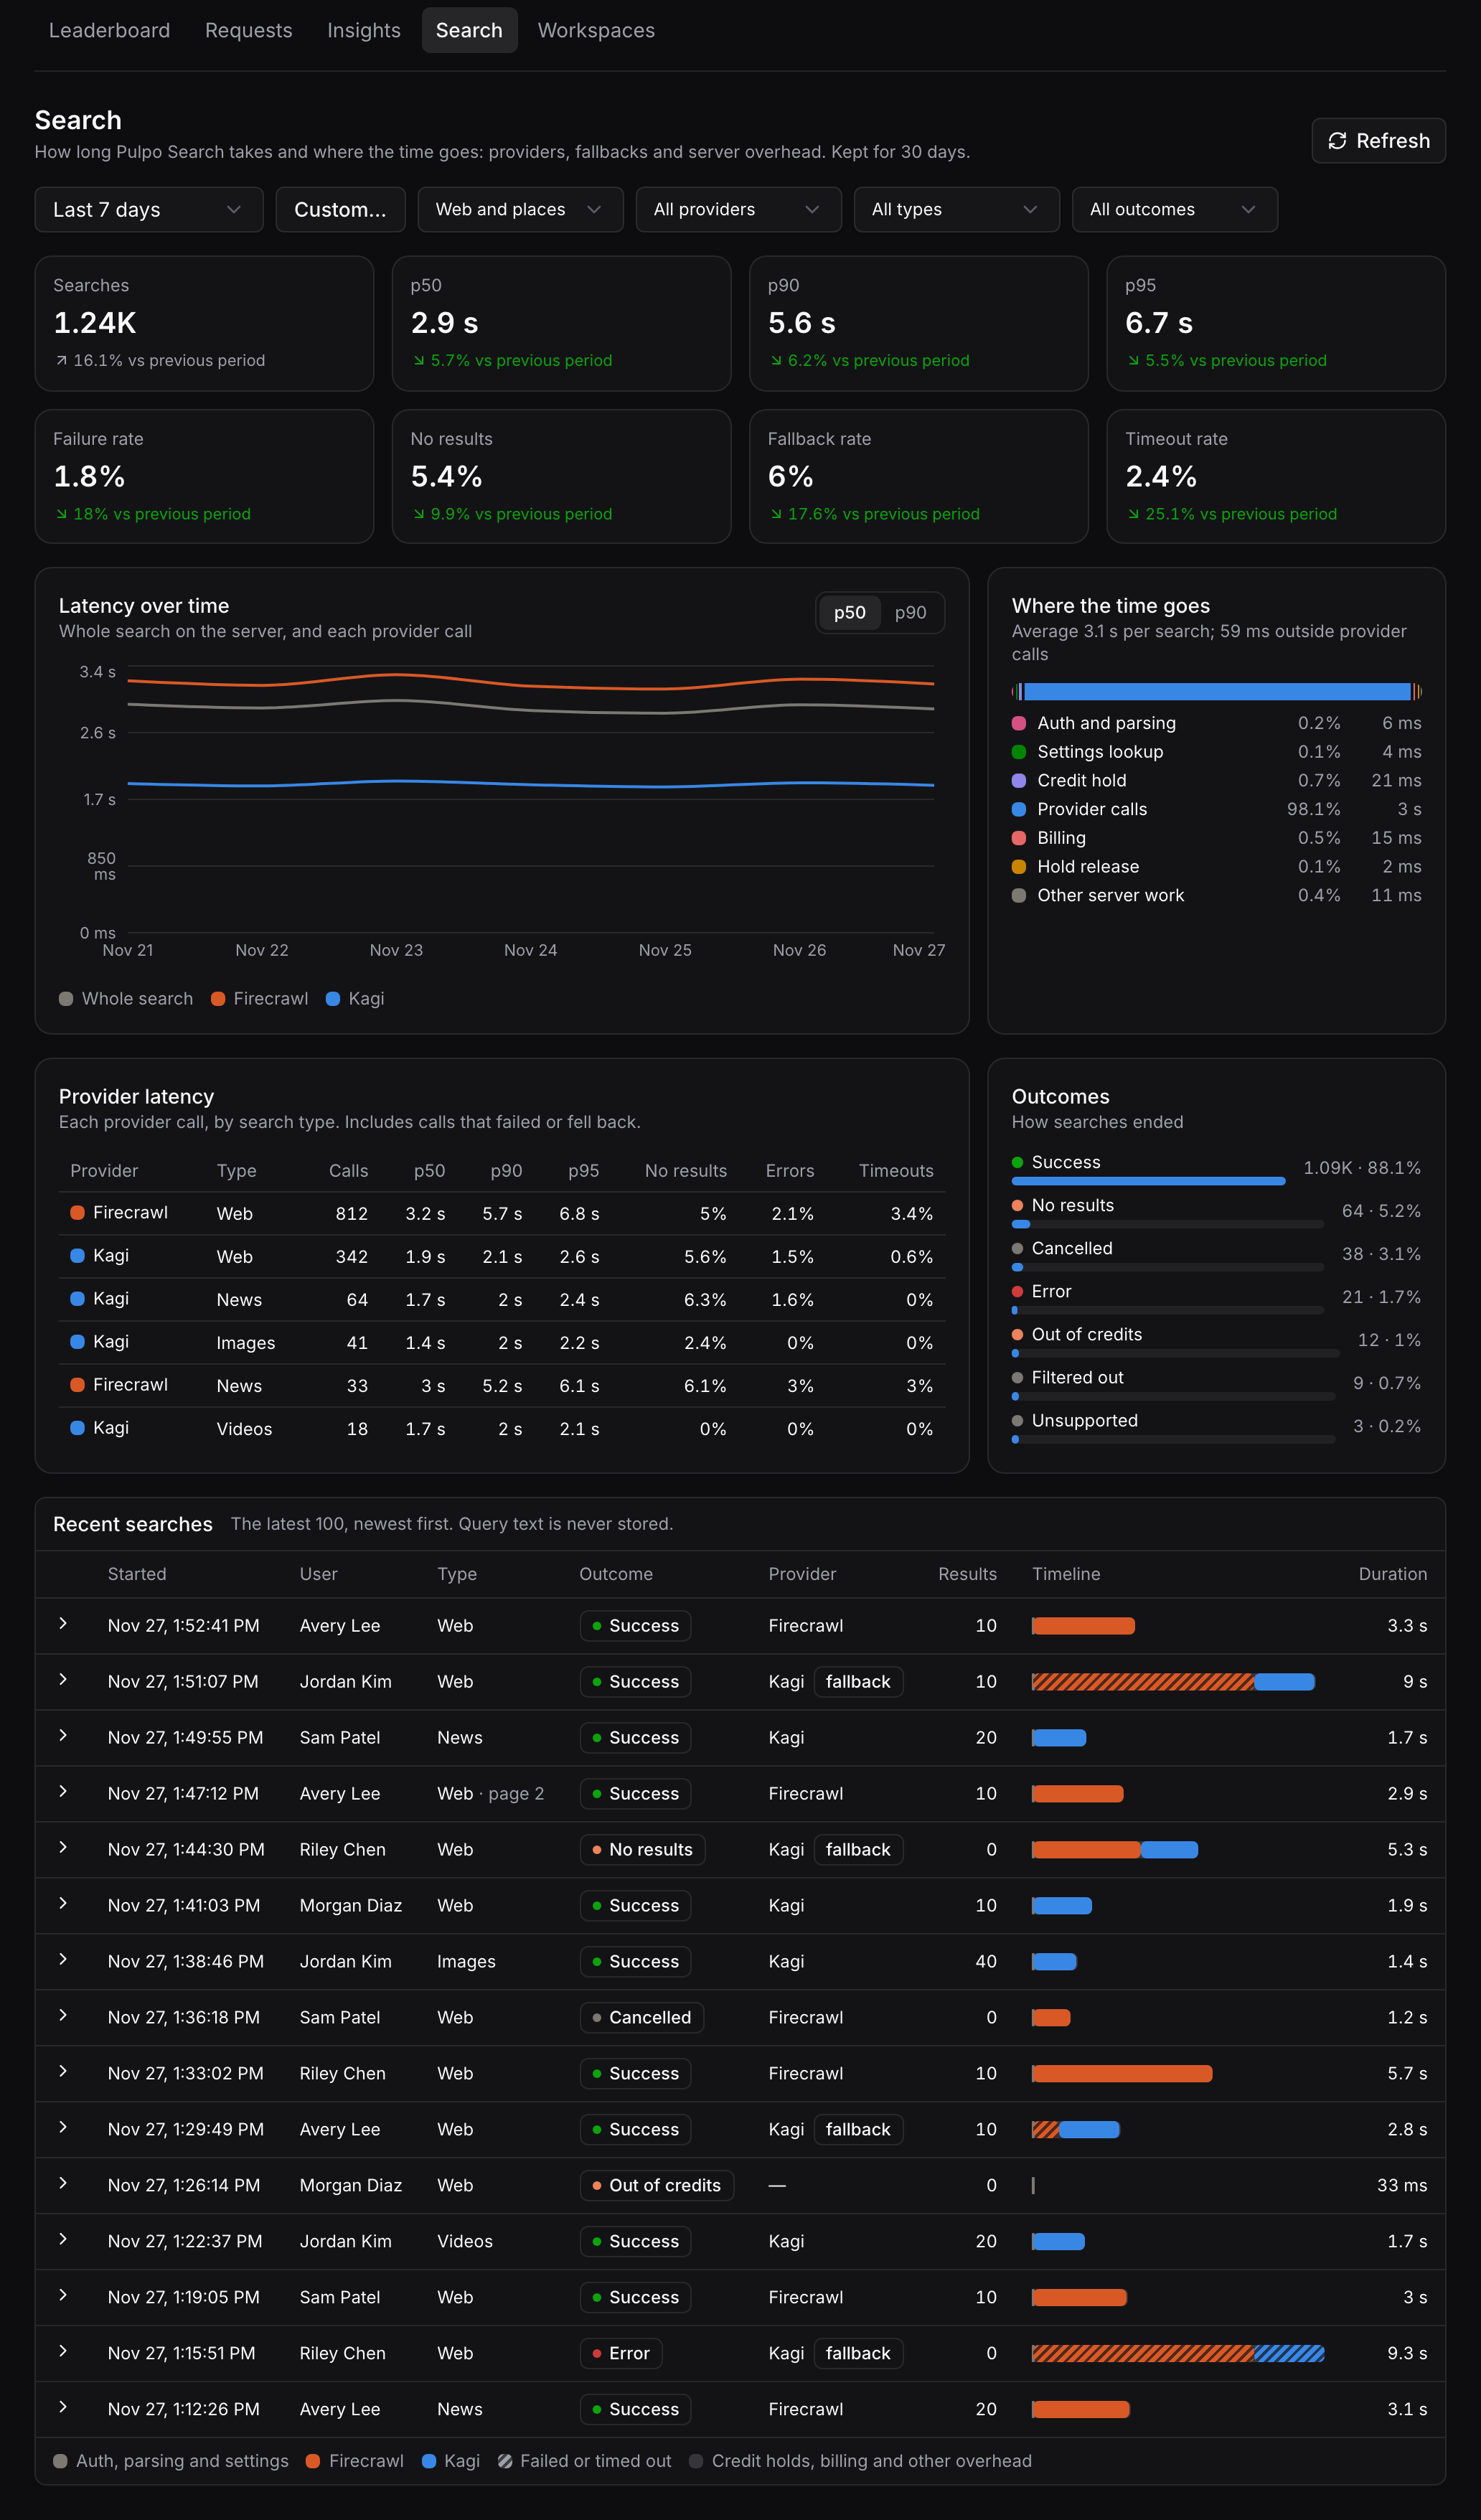 Leaderboard Requests Insights Search Workspaces
Search
How long Pulpo Search takes and where the time goes: providers, fallbacks and server overhead. Kept for 30 days.
Refresh
Last 7 days Custom... Web and places All providers All types All outcomes
Searches
1.24K
16.1% vs previous period
p50
2.9 s
5.7% vs previous period
p90
5.6 s
6.2% vs previous period
p95
6.7 s
5.5% vs previous period
Failure rate
1.8%
18% vs previous period
No results
5.4%
9.9% vs previous period
Fallback rate
6%
17.6% vs previous period
Timeout rate
2.4%
25.1% vs previous period
Latency over time
Whole search on the server, and each provider call
p50 p90
3.4 s
2.6 s
1.7 s
850
ms
0 ms
Nov 21 Nov 22 Nov 23 Nov 24 Nov 25 Nov 26 Nov 27
Whole search Firecrawl Kagi
Where the time goes
Average 3.1 s per search; 59 ms outside provider
calls
Auth and parsing 0.2% 6 ms
Settings lookup 0.1% 4 ms
Credit hold 0.7% 21 ms
Provider calls 98.1% 3 s
Billing 0.5% 15 ms
Hold release 0.1% 2 ms
Other server work 0.4% 11 ms
Provider latency
Each provider call, by search type. Includes calls that failed or fell back.
Provider Type Calls p50 p90 p95 No results Errors Timeouts
Firecrawl Web 812 3.2 s 5.7 s 6.8 s 5% 2.1% 3.4%
Kagi Web 342 1.9 s 2.1 s 2.6 s 5.6% 1.5% 0.6%
Kagi News 64 1.7 s 2 s 2.4 s 6.3% 1.6% 0%
Kagi Images 41 1.4 s 2 s 2.2 s 2.4% 0% 0%
Firecrawl News 33 3 s 5.2 s 6.1 s 6.1% 3% 3%
Kagi Videos 18 1.7 s 2 s 2.1 s 0% 0% 0%
Outcomes
How searches ended
Success 1.09K · 88.1%
No results 64 · 5.2%
Cancelled 38 · 3.1%
Error 21 · 1.7%
Out of credits 12 · 1%
Filtered out 9 · 0.7%
Unsupported 3 · 0.2%
Recent searches The latest 100, newest first. Query text is never stored.
Started User Type Outcome Provider Results Timeline Duration
Nov 27, 1:52:41 PM Avery Lee Web Success Firecrawl 10 3.3 s
Nov 27, 1:51:07 PM Jordan Kim Web Success Kagi fallback 10 9 s
Nov 27, 1:49:55 PM Sam Patel News Success Kagi 20 1.7 s
Nov 27, 1:47:12 PM Avery Lee Web · page 2 Success Firecrawl 10 2.9 s
Nov 27, 1:44:30 PM Riley Chen Web No results Kagi fallback 0 5.3 s
Nov 27, 1:41:03 PM Morgan Diaz Web Success Kagi 10 1.9 s
Nov 27, 1:38:46 PM Jordan Kim Images Success Kagi 40 1.4 s
Nov 27, 1:36:18 PM Sam Patel Web Cancelled Firecrawl 0 1.2 s
Nov 27, 1:33:02 PM Riley Chen Web Success Firecrawl 10 5.7 s
Nov 27, 1:29:49 PM Avery Lee Web Success Kagi fallback 10 2.8 s
Nov 27, 1:26:14 PM Morgan Diaz Web Out of credits — 0 33 ms
Nov 27, 1:22:37 PM Jordan Kim Videos Success Kagi 20 1.7 s
Nov 27, 1:19:05 PM Sam Patel Web Success Firecrawl 10 3 s
Nov 27, 1:15:51 PM Riley Chen Web Error Kagi fallback 0 9.3 s
Nov 27, 1:12:26 PM Avery Lee News Success Firecrawl 20 3.1 s
Auth, parsing and settings Firecrawl Kagi Failed or timed out Credit holds, billing and other overhead